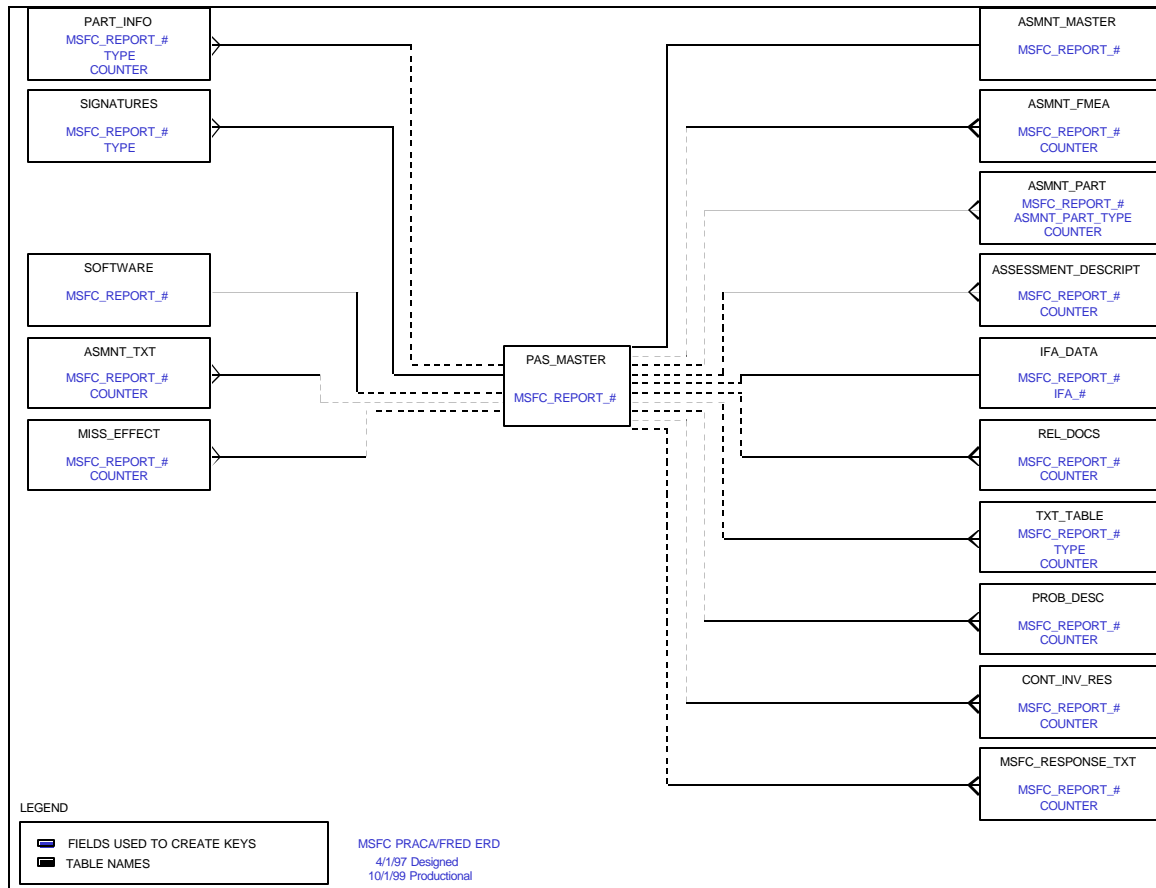 PART_INFO
MSFC_REPORT_#
TYPE
COUNTER
SIGNATURES
MSFC_REPORT_#
TYPE
SOFTWARE
MSFC_REPORT_#
ASMNT_TXT
MSFC_REPORT_#
COUNTER
MISS_EFFECT
MSFC_REPORT_#
COUNTER
PAS_MASTER
MSFC_REPORT_#
ASMNT_MASTER
MSFC_REPORT_#
ASMNT_FMEA
MSFC_REPORT_#
COUNTER
ASMNT_PART
MSFC_REPORT_#
ASMNT_PART_TYPE
COUNTER
ASSESSMENT_DESCRIPT
MSFC_REPORT_#
COUNTER
IFA_DATA
MSFC_REPORT_#
IFA_#
REL_DOCS
MSFC_REPORT_#
COUNTER
TXT_TABLE
MSFC_REPORT_#
TYPE
COUNTER
PROB_DESC
MSFC_REPORT_#
COUNTER
CONT_INV_RES
MSFC_REPORT_#
COUNTER
MSFC_RESPONSE_TXT
MSFC_REPORT_#
COUNTER
LEGEND
FIELDS USED TO CREATE KEYS
TABLE NAMES
MSFC PRACA/FRED ERD
4/1/97 Designed
10/1/99 Productional